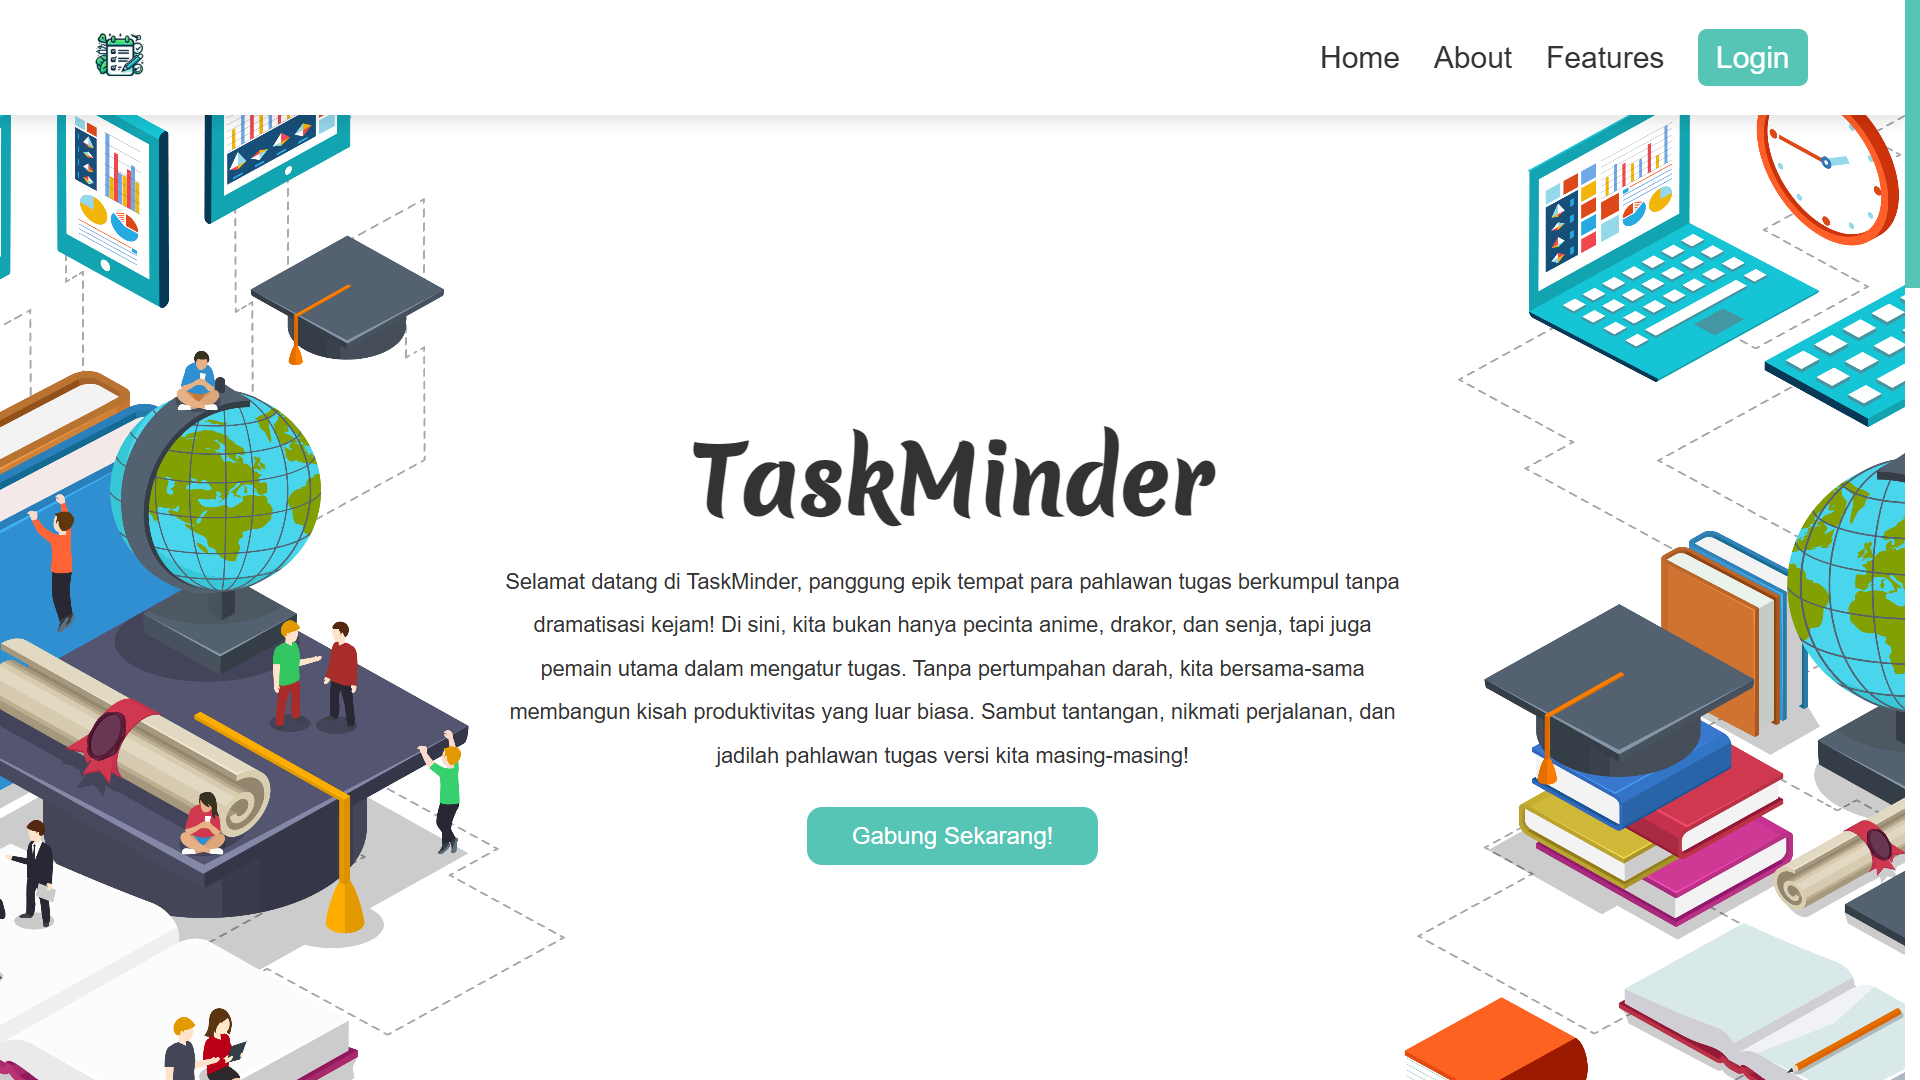 Home About Features Login
TaskMinder
Selamat datang di TaskMinder, panggung epik tempat para pahlawan tugas berkumpul tanpa
dramatisasi kejam! Di sini, kita bukan hanya pecinta anime, drakor, dan senja, tapi juga
pemain utama dalam mengatur tugas. Tanpa pertumpahan darah, kita bersama-sama
membangun kisah produktivitas yang luar biasa. Sambut tantangan, nikmati perjalanan, dan
jadilah pahlawan tugas versi kita masing-masing!
Gabung Sekarang!